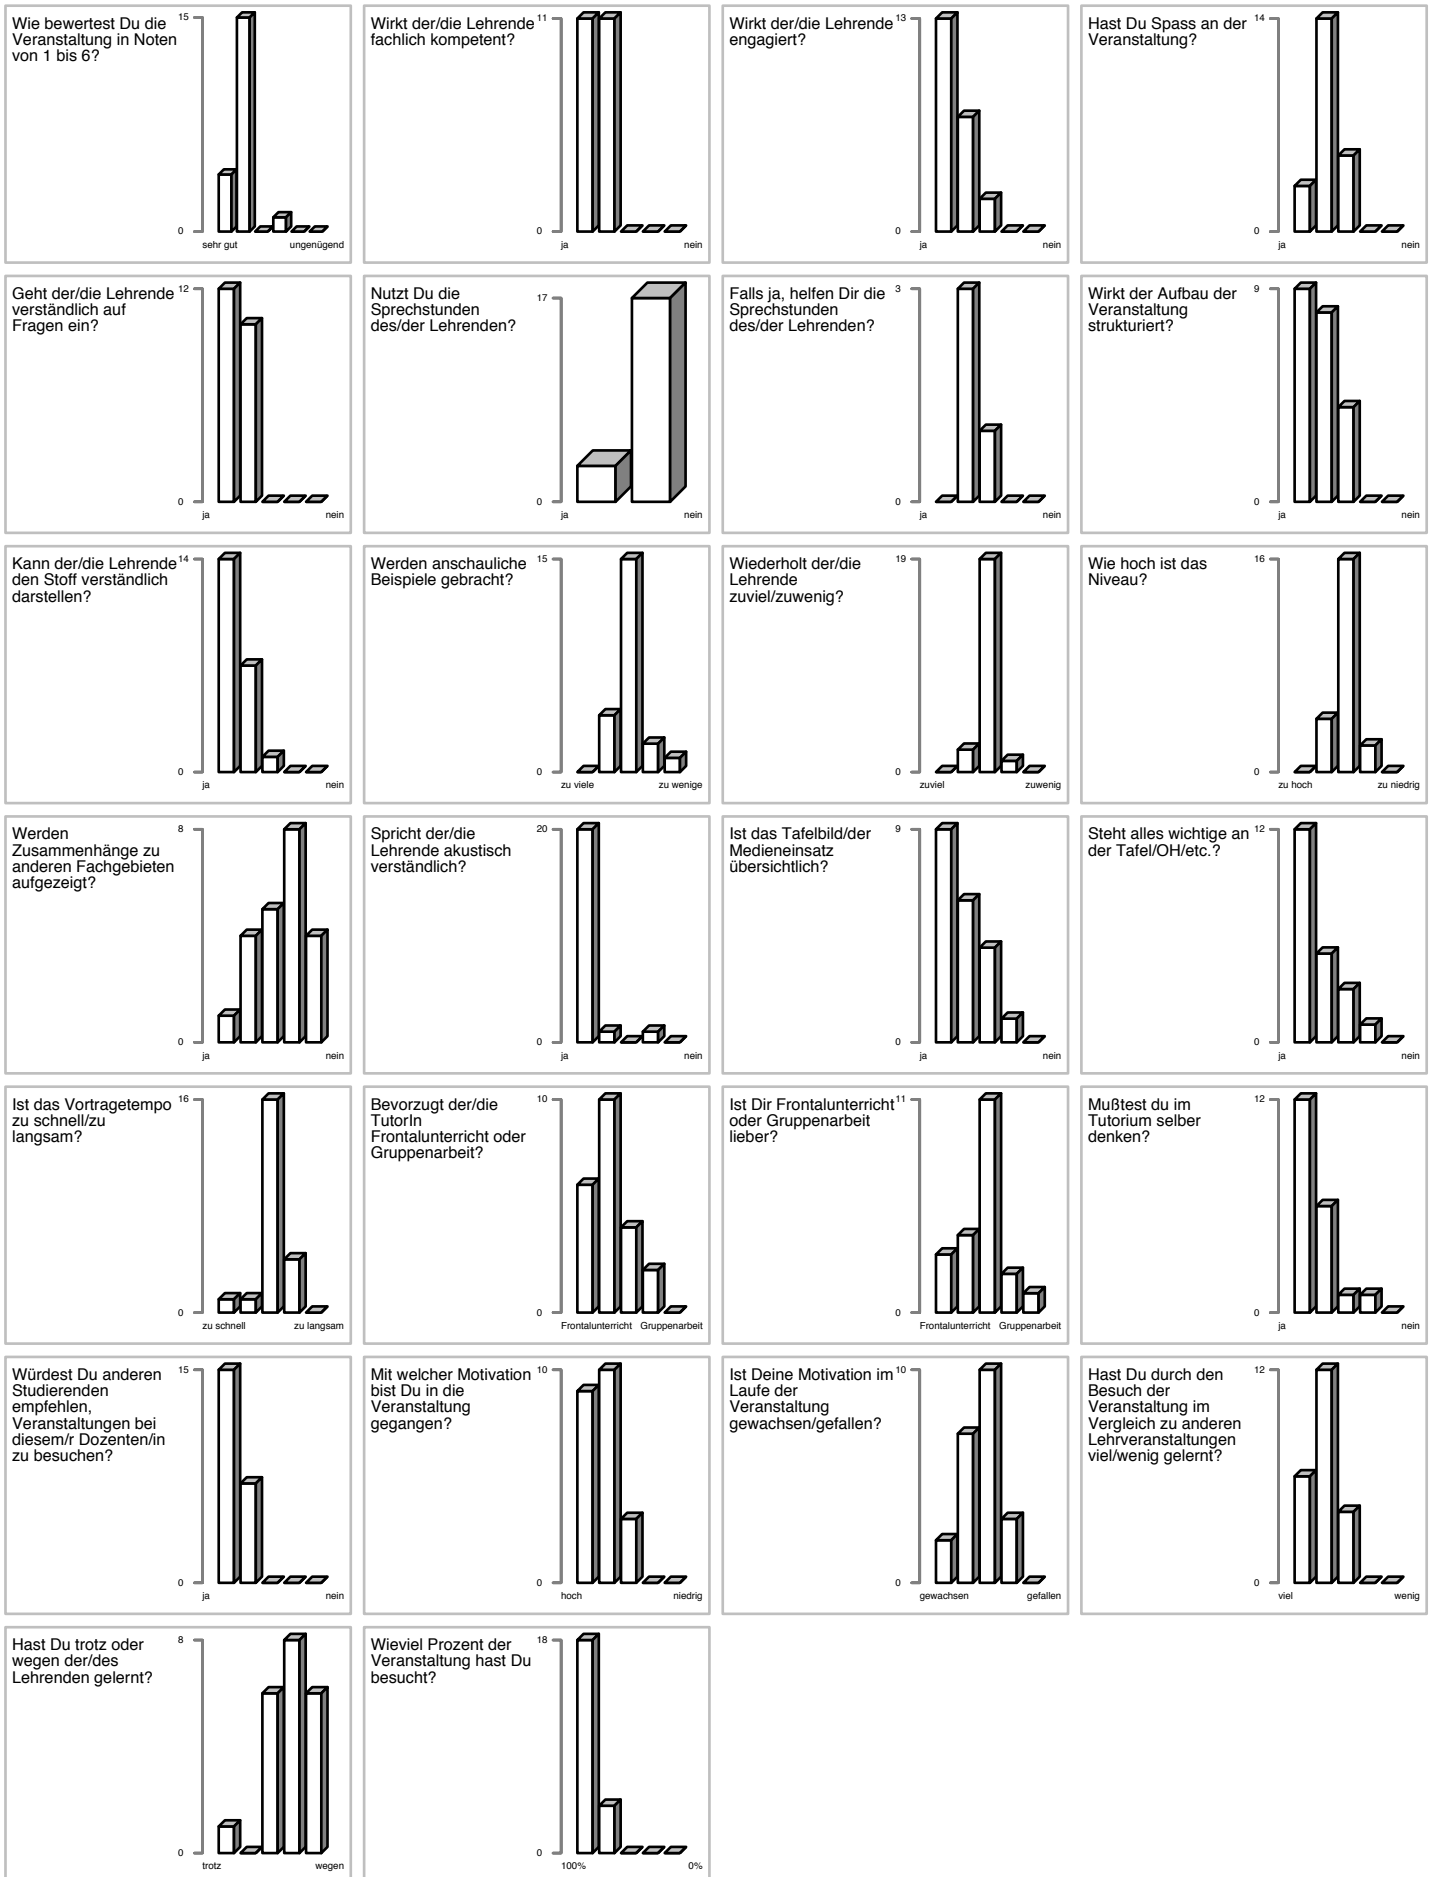 Wie bewertest Du die
Veranstaltung in Noten
von 1 bis 6?
15
0
sehr gut
ungenügend
Wirkt der/die Lehrende
fachlich kompetent?
11
0
ja
nein
Wirkt der/die Lehrende
engagiert?
13
0
ja
nein
Hast Du Spass an der
Veranstaltung?
14
0
ja
nein
Geht der/die Lehrende
verständlich auf
Fragen ein?
12
0
ja
nein
Nutzt Du die
Sprechstunden
des/der Lehrenden?
17
0
ja
nein
Falls ja, helfen Dir die
Sprechstunden
des/der Lehrenden?
3
0
ja
nein
Wirkt der Aufbau der
Veranstaltung
strukturiert?
9
0
ja
nein
Kann der/die Lehrende
den Stoff verständlich
darstellen?
14
0
ja
nein
Werden anschauliche
Beispiele gebracht?
15
0
zu viele
zu wenige
Wiederholt der/die
Lehrende
zuviel/zuwenig?
19
0
zuviel
zuwenig
Wie hoch ist das
Niveau?
16
0
zu hoch
zu niedrig
Werden
Zusammenhänge zu
anderen Fachgebieten
aufgezeigt?
8
0
ja
nein
Spricht der/die
Lehrende akustisch
verständlich?
20
0
ja
nein
Ist das Tafelbild/der
Medieneinsatz
übersichtlich?
9
0
ja
nein
Steht alles wichtige an
der Tafel/OH/etc.?
12
0
ja
nein
Ist das Vortragetempo
zu schnell/zu
langsam?
16
0
zu schnell
zu langsam
Bevorzugt der/die
TutorIn
Frontalunterricht oder
Gruppenarbeit?
10
0
Frontalunterricht
Gruppenarbeit
Ist Dir Frontalunterricht
oder Gruppenarbeit
lieber?
11
0
Frontalunterricht
Gruppenarbeit
Mußtest du im
Tutorium selber
denken?
12
0
ja
nein
Würdest Du anderen
Studierenden
empfehlen,
Veranstaltungen bei
diesem/r Dozenten/in
zu besuchen?
15
0
ja
nein
Mit welcher Motivation
bist Du in die
Veranstaltung
gegangen?
10
0
hoch
niedrig
Ist Deine Motivation im
Laufe der
Veranstaltung
gewachsen/gefallen?
10
0
gewachsen
gefallen
Hast Du durch den
Besuch der
Veranstaltung im
Vergleich zu anderen
Lehrveranstaltungen
viel/wenig gelernt?
12
0
viel
wenig
Hast Du trotz oder
wegen der/des
Lehrenden gelernt?
8
0
trotz
wegen
Wieviel Prozent der
Veranstaltung hast Du
besucht?
18
0
100%
0%